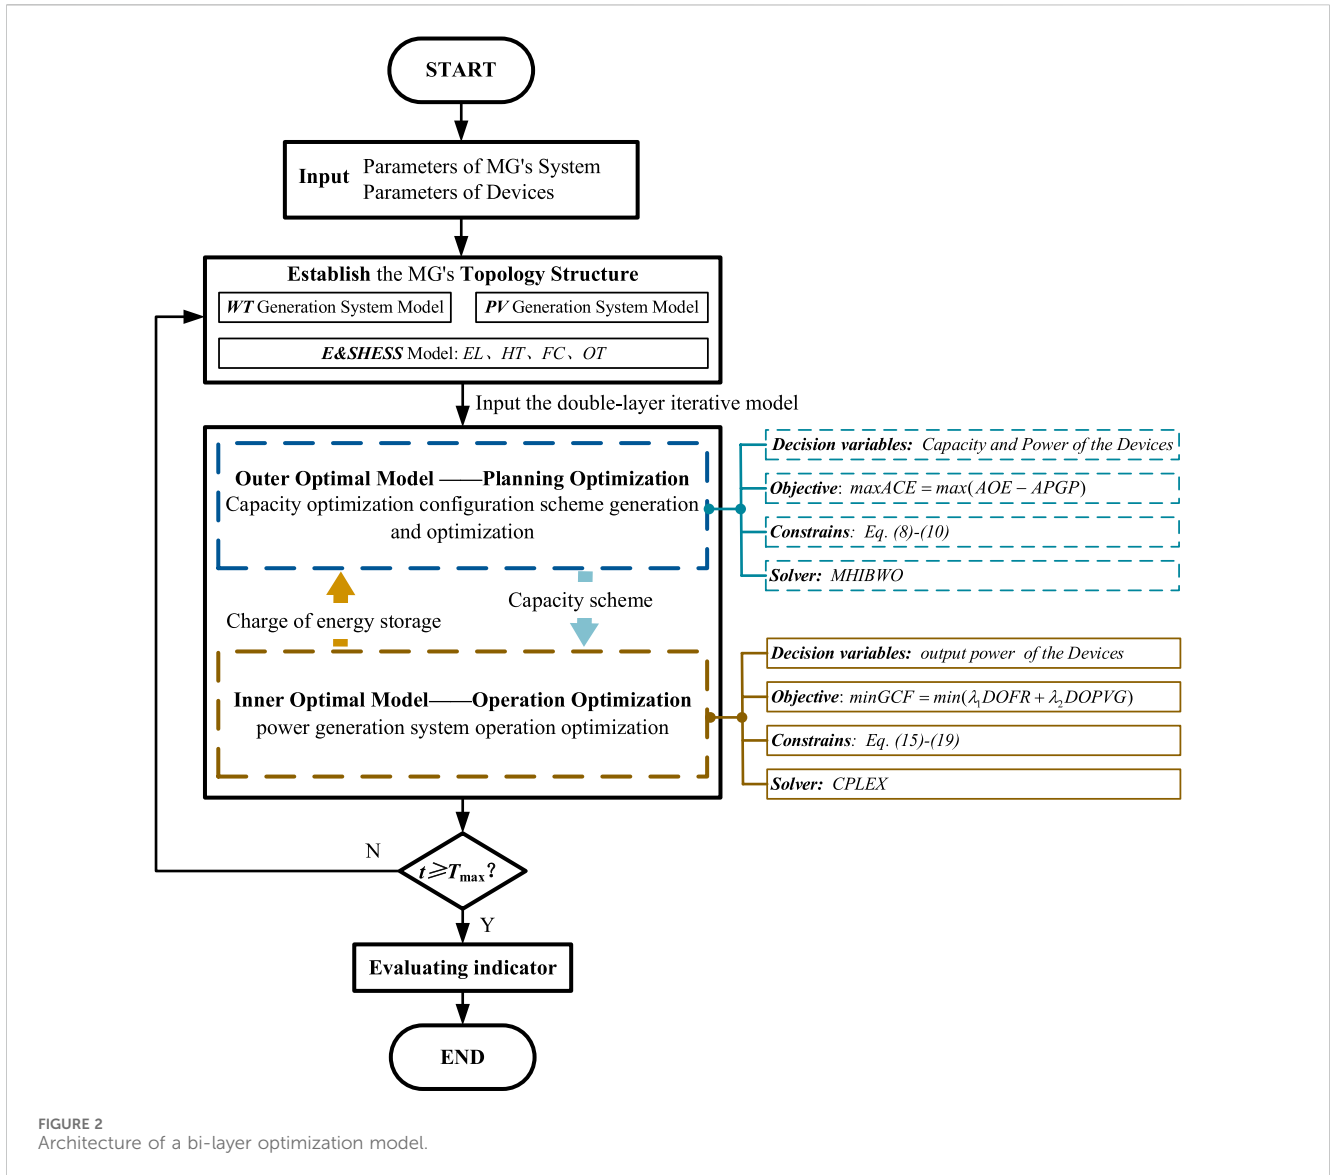 START
Input Parameters of MG's System
Parameters of Devices
Establish the MG's Topology Structure
WT Generation System Model
PV Generation System Model
E&SHESS Model: EL、HT、FC、OT
Input the double-layer iterative model
Outer Optimal Model ——Planning Optimization
Capacity optimization configuration scheme generation
and optimization
Decision variables: Capacity and Power of the Devices
Objective: maxACE = max(AOE − APGP)
Constrains: Eq. (8)-(10)
Solver: MHIBWO
Charge of energy storage
Capacity scheme
Inner Optimal Model——Operation Optimization
power generation system operation optimization
Decision variables: output power of the Devices
Objective: minGCF = min(λ₁DOFR + λ₂DOPVG)
Constrains: Eq. (15)-(19)
Solver: CPLEX
N
t⩾Tmax?
Y
Evaluating indicator
END
FIGURE 2
Architecture of a bi-layer optimization model.